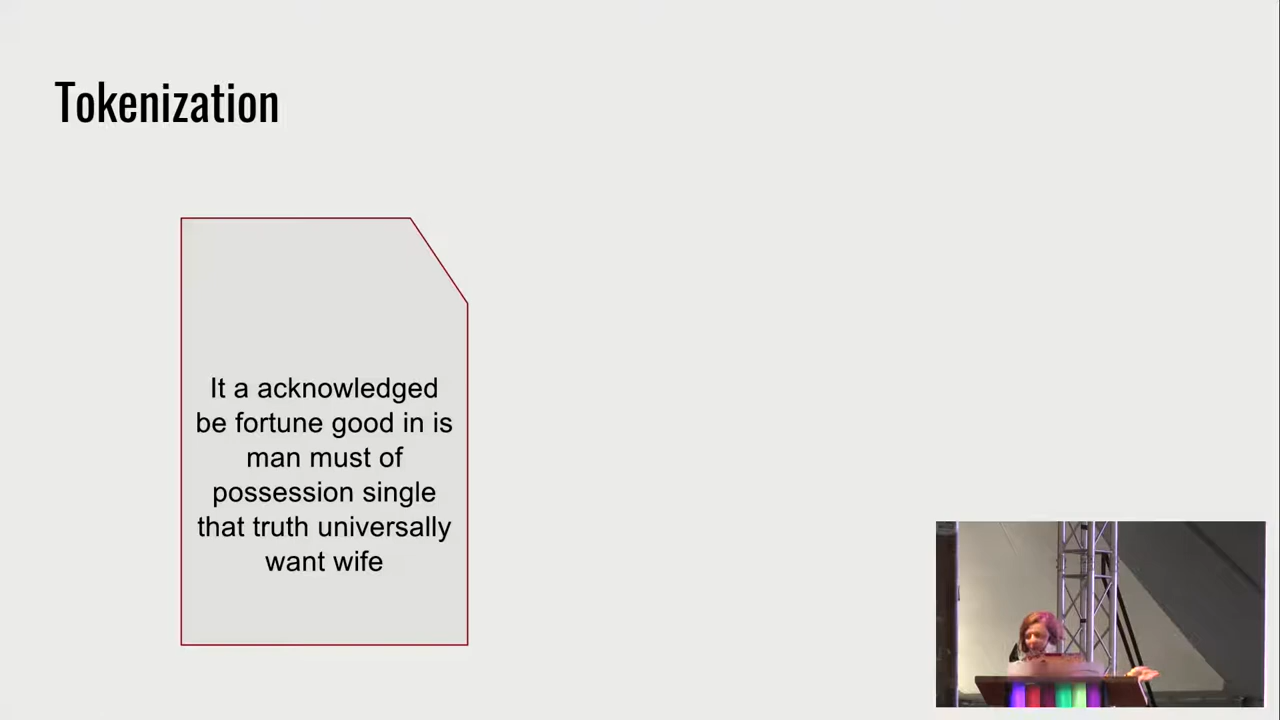 Tokenization
It a acknowledged
be fortune good in is
man must of
possession single
that truth universally
want wife